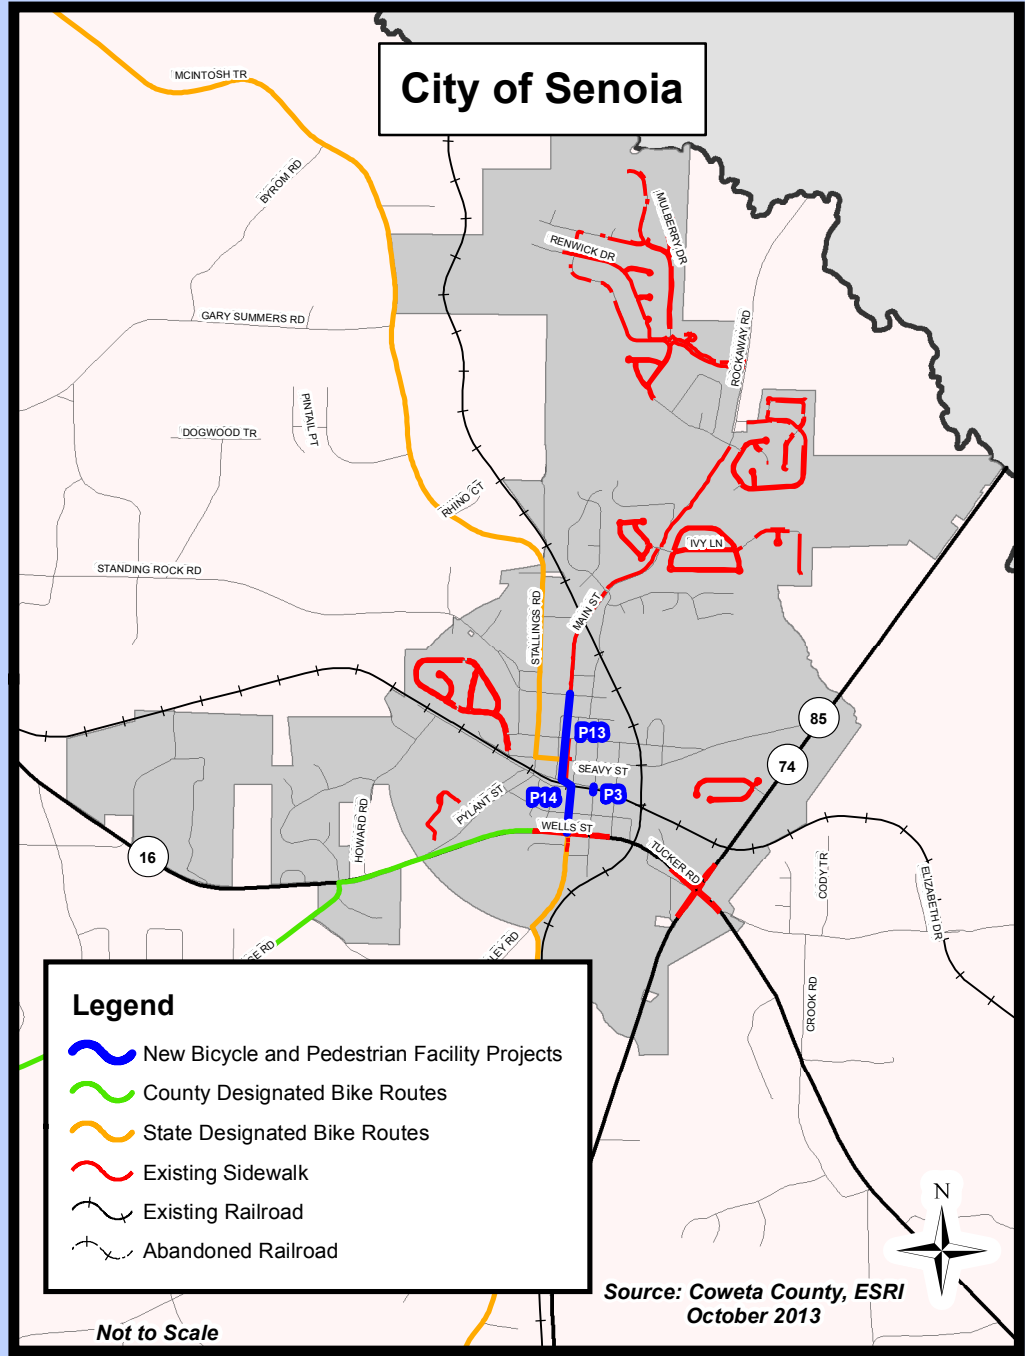 City of Senoia
MCINTOSH TR
BYROM RD
MULBERRY DR
RENWICK DR
GARY SUMMERS RD
ROCKAWAY RD
PINTAIL PT
DOGWOOD TR
RHINO CT
IVY LN
STANDING ROCK RD
STALLINGS RD
MAIN ST
85
P13
74
SEAVY ST
P14
P3
PYLANT ST
HOWARD RD
WELLS ST
16
TUCKER RD
CODY TR
ELIZABETH DR
GE RD
LEY RD
CROOK RD
Legend
New Bicycle and Pedestrian Facility Projects
County Designated Bike Routes
State Designated Bike Routes
Existing Sidewalk
Existing Railroad
Abandoned Railroad
N
Source: Coweta County, ESRI
October 2013
Not to Scale